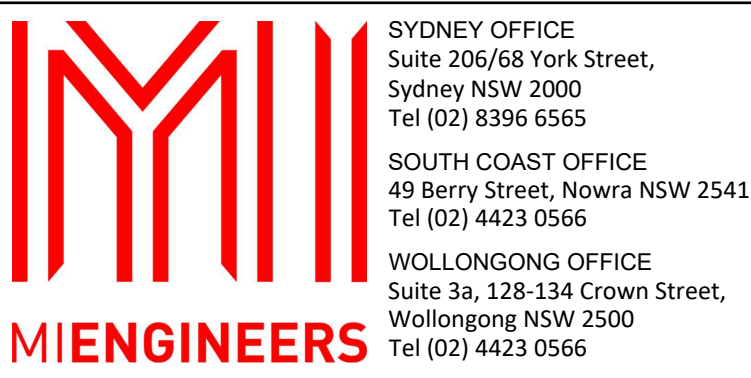 MIENGINEERS
SYDNEY OFFICE
Suite 206/68 York Street,
Sydney NSW 2000
Tel (02) 8396 6565
SOUTH COAST OFFICE
49 Berry Street, Nowra NSW 2541
Tel (02) 4423 0566
WOLLONGONG OFFICE
Suite 3a, 128-134 Crown Street,
Wollongong NSW 2500
Tel (02) 4423 0566